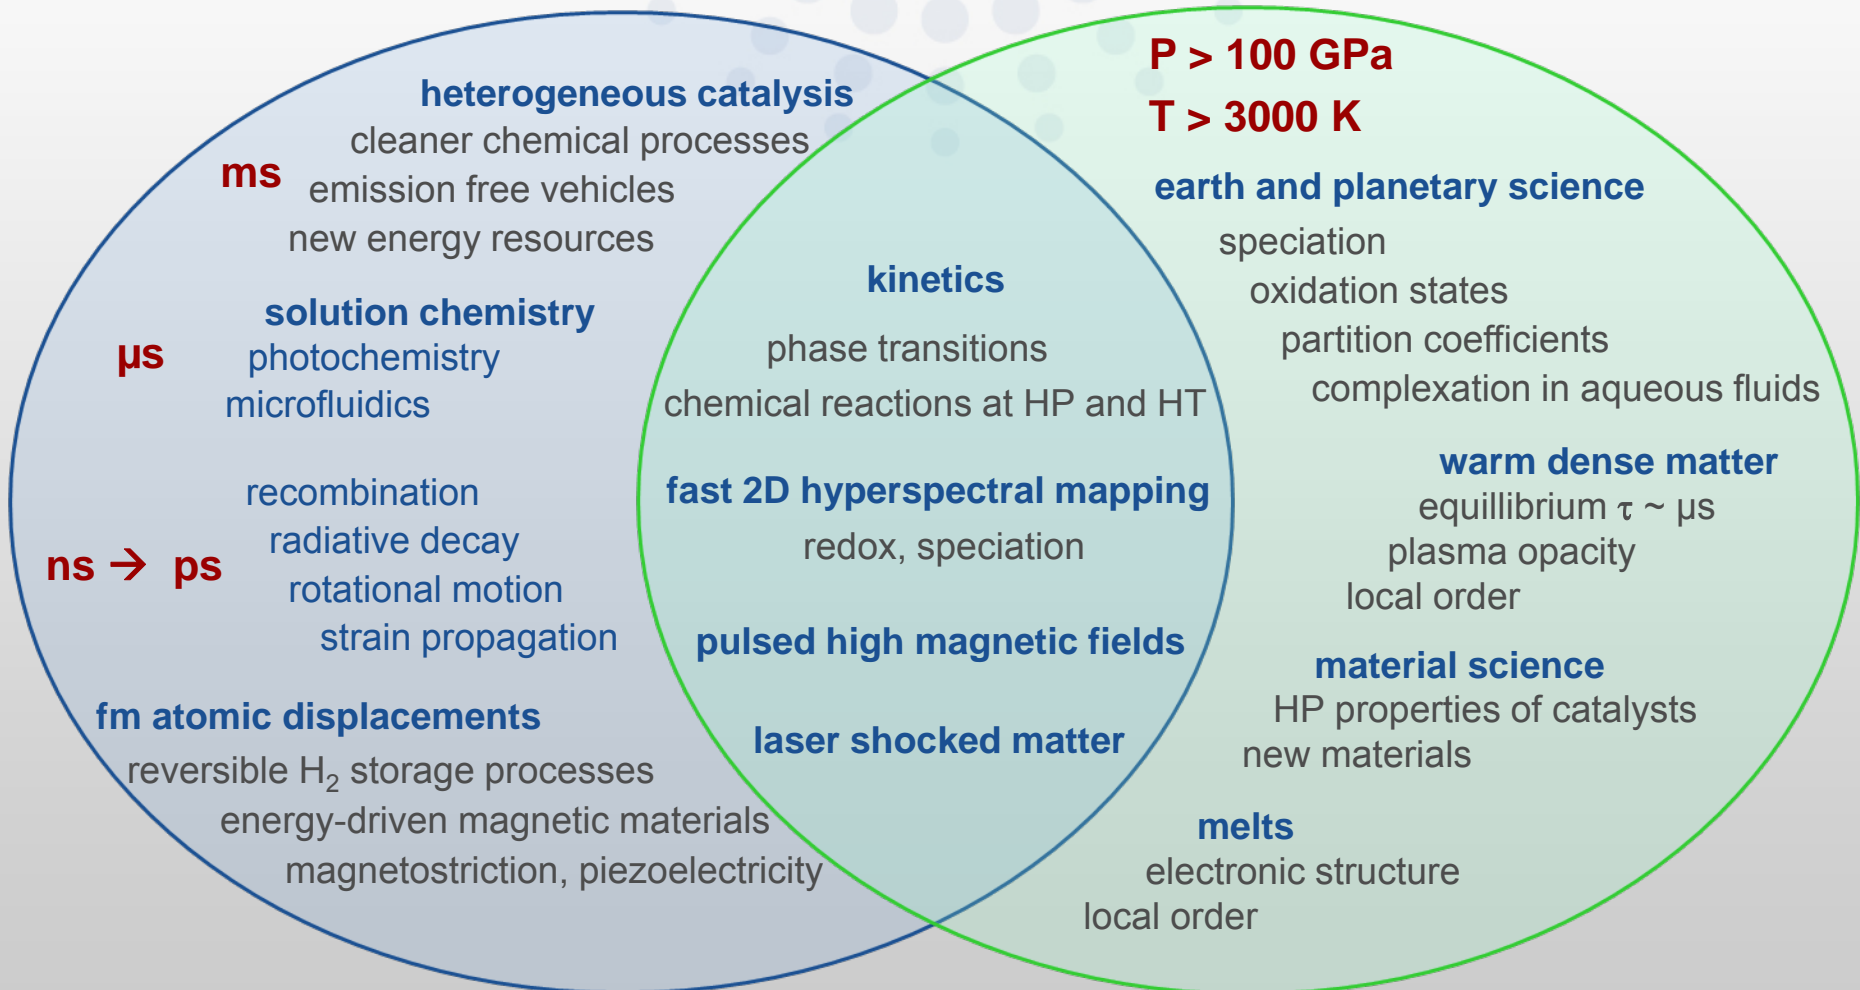 heterogeneous catalysis
cleaner chemical processes
ms
emission free vehicles
new energy resources
solution chemistry
µs
photochemistry
microfluidics
recombination
radiative decay
ns → ps
rotational motion
strain propagation
fm atomic displacements
reversible H₂ storage processes
energy-driven magnetic materials
magnetostriction, piezoelectricity
kinetics
phase transitions
chemical reactions at HP and HT
fast 2D hyperspectral mapping
redox, speciation
pulsed high magnetic fields
laser shocked matter
P > 100 GPa
T > 3000 K
earth and planetary science
speciation
oxidation states
partition coefficients
complexation in aqueous fluids
warm dense matter
equillibrium τ ~ µs
plasma opacity
local order
material science
HP properties of catalysts
new materials
melts
electronic structure
local order